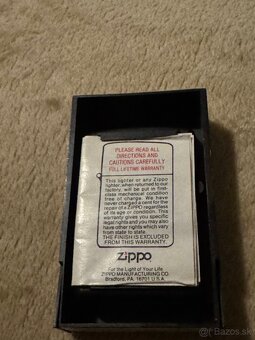 PLEASE READ ALL
DIRECTIONS AND
CAUTIONS CAREFULLY
FULL LIFETIME WARRANTY
This lighter or any Zippo
lighter, when returned to our
factory, will be put in first-
class mechanical condition
free of charge. We have
never charged a cent for the
repair of a ZIPPO regardless
of its age or condition. This
warranty gives you specific
legal rights and you may also
have other rights which vary
from state to state.
THE FINISH IS EXCLUDED
FROM THIS WARRANTY.
zippo
For the Light of Your Life
ZIPPO MANUFACTURING CO.
Bradford, PA. 16701 U.S.A.
Bazos.sk